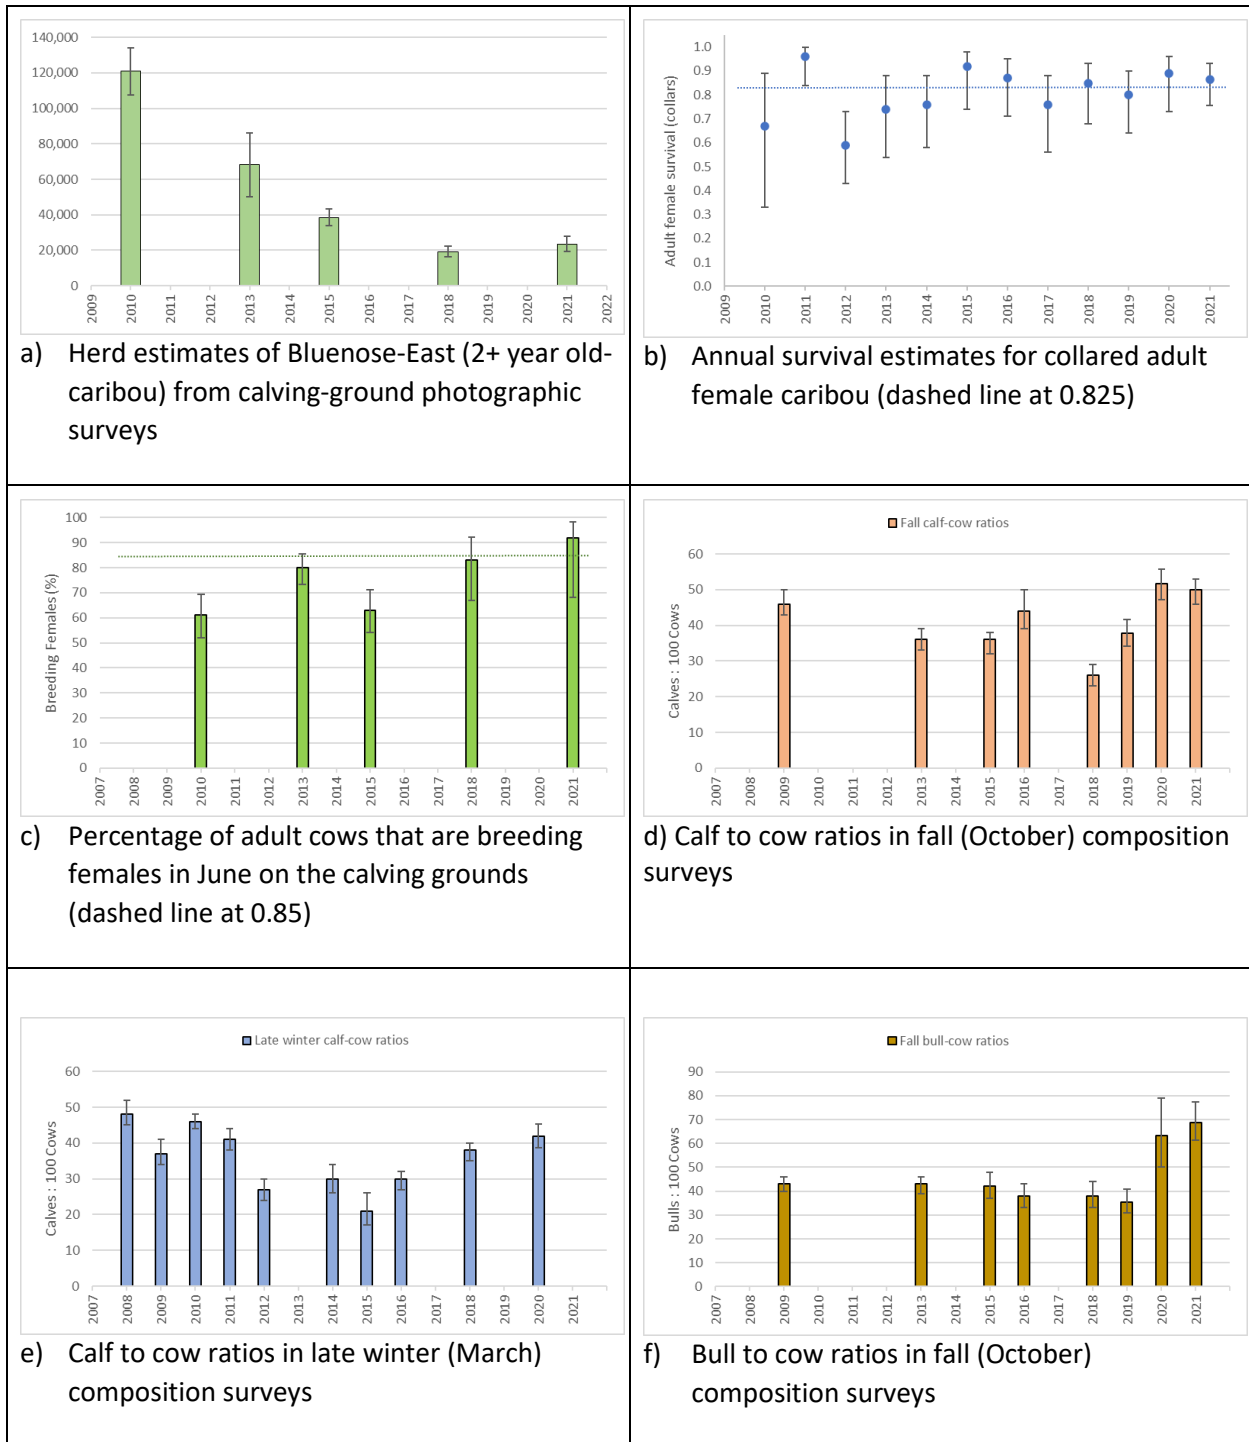 140,000
120,000
100,000
80,000
60,000
40,000
20,000
0
2009 2010 2011 2012 2013 2014 2015 2016 2017 2018 2019 2020 2021 2022
a) Herd estimates of Bluenose-East (2+ year old-
caribou) from calving-ground photographic
surveys
Adult female survival (collars)
1.0
0.9
0.8
0.7
0.6
0.5
0.4
0.3
0.2
0.1
0.0
2009 2010 2011 2012 2013 2014 2015 2016 2017 2018 2019 2020 2021
b) Annual survival estimates for collared adult
female caribou (dashed line at 0.825)
Breeding Females (%)
100
90
80
70
60
50
40
30
20
10
0
2007 2008 2009 2010 2011 2012 2013 2014 2015 2016 2017 2018 2019 2020 2021
c) Percentage of adult cows that are breeding
females in June on the calving grounds
(dashed line at 0.85)
Fall calf-cow ratios
Calves : 100 Cows
60
50
40
30
20
10
0
2007 2008 2009 2010 2011 2012 2013 2014 2015 2016 2017 2018 2019 2020 2021
d) Calf to cow ratios in fall (October) composition
surveys
Late winter calf-cow ratios
Calves : 100 Cows
60
50
40
30
20
10
0
2007 2008 2009 2010 2011 2012 2013 2014 2015 2016 2017 2018 2019 2020 2021
e) Calf to cow ratios in late winter (March)
composition surveys
Fall bull-cow ratios
Bulls : 100 Cows
90
80
70
60
50
40
30
20
10
0
2007 2008 2009 2010 2011 2012 2013 2014 2015 2016 2017 2018 2019 2020 2021
f) Bull to cow ratios in fall (October)
composition surveys